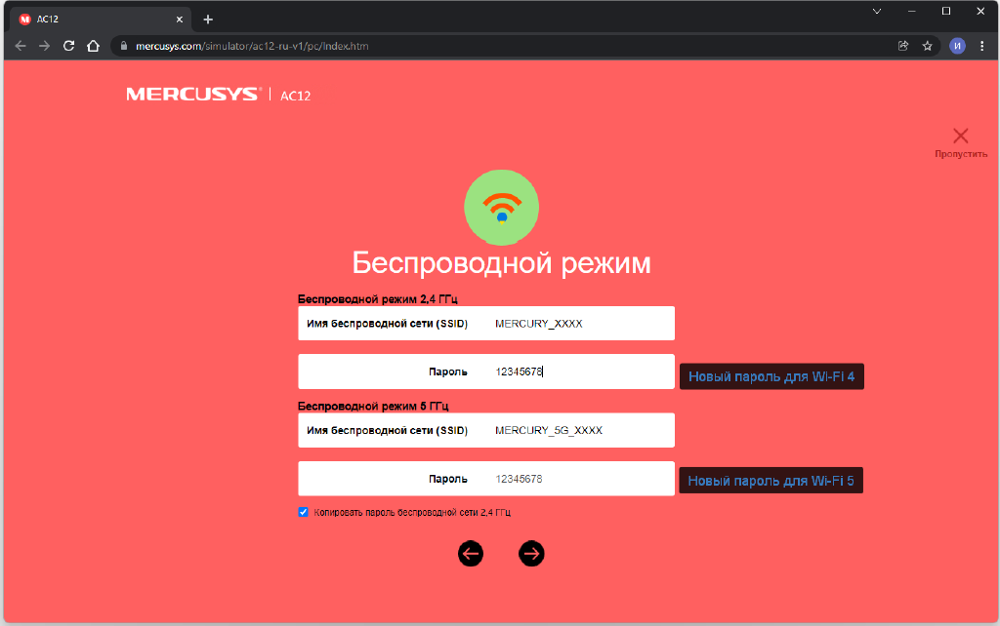 AC12
mercusys.com/simulator/ac12-ru-v1/pc/Index.htm
И
MERCUSYS® | AC12
Пропустить
Беспроводной режим
Беспроводной режим 2,4 ГГц
Имя беспроводной сети (SSID) MERCURY_XXXX
Пароль 12345678
Новый пароль для Wi-Fi 4
Беспроводной режим 5 ГГц
Имя беспроводной сети (SSID) MERCURY_5G_XXXX
Пароль 12345678
Новый пароль для Wi-Fi 5
Копировать пароль беспроводной сети 2,4 ГГц